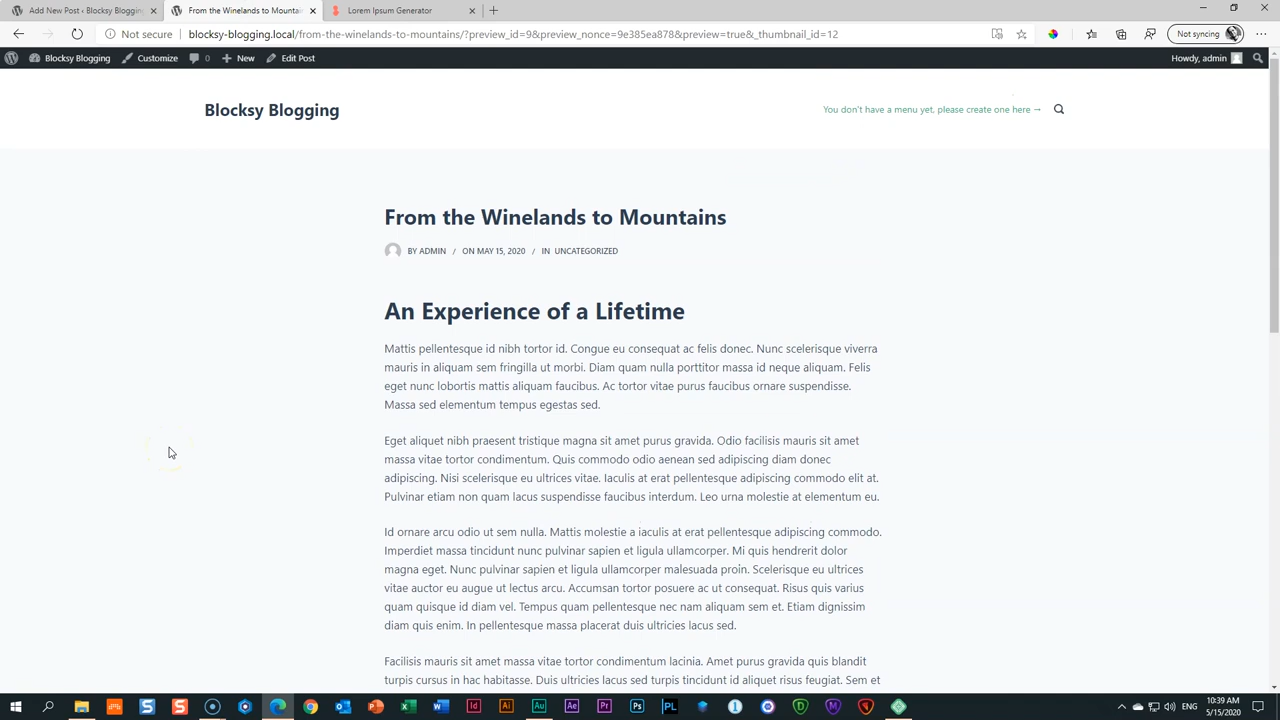 Add New Post ‹ Blocksy Blogging
From the Winelands to Mountain
Lorem Ipsum Generator
Not secure
blocksy-blogging.local/from-the-winelands-to-mountains/?preview_id=9&preview_nonce=9e385ea878&preview=true&_thumbnail_id=12
Not syncing
Blocksy Blogging
Customize
0
New
Edit Post
Howdy, admin
Blocksy Blogging
You don't have a menu yet, please create one here →
From the Winelands to Mountains
BY ADMIN / ON MAY 15, 2020 / IN UNCATEGORIZED
An Experience of a Lifetime
Mattis pellentesque id nibh tortor id. Congue eu consequat ac felis donec. Nunc scelerisque viverra
mauris in aliquam sem fringilla ut morbi. Diam quam nulla porttitor massa id neque aliquam. Felis
eget nunc lobortis mattis aliquam faucibus. Ac tortor vitae purus faucibus ornare suspendisse.
Massa sed elementum tempus egestas sed.
Eget aliquet nibh praesent tristique magna sit amet purus gravida. Odio facilisis mauris sit amet
massa vitae tortor condimentum. Quis commodo odio aenean sed adipiscing diam donec
adipiscing. Nisi scelerisque eu ultrices vitae. Iaculis at erat pellentesque adipiscing commodo elit at.
Pulvinar etiam non quam lacus suspendisse faucibus interdum. Leo urna molestie at elementum eu.
Id ornare arcu odio ut sem nulla. Mattis molestie a iaculis at erat pellentesque adipiscing commodo.
Imperdiet massa tincidunt nunc pulvinar sapien et ligula ullamcorper. Mi quis hendrerit dolor
magna eget. Nunc pulvinar sapien et ligula ullamcorper malesuada proin. Scelerisque eu ultrices
vitae auctor eu augue ut lectus arcu. Accumsan tortor posuere ac ut consequat. Risus quis varius
quam quisque id diam vel. Tempus quam pellentesque nec nam aliquam sem et. Etiam dignissim
diam quis enim. In pellentesque massa placerat duis ultricies lacus sed.
Facilisis mauris sit amet massa vitae tortor condimentum lacinia. Amet purus gravida quis blandit
turpis cursus in hac habitasse. Duis ultricies lacus sed turpis tincidunt id aliquet risus feugiat. Sem et
Id
Ai
Au
Ae
Pr
Ps
PL
ENG
10:39 AM
5/15/2020